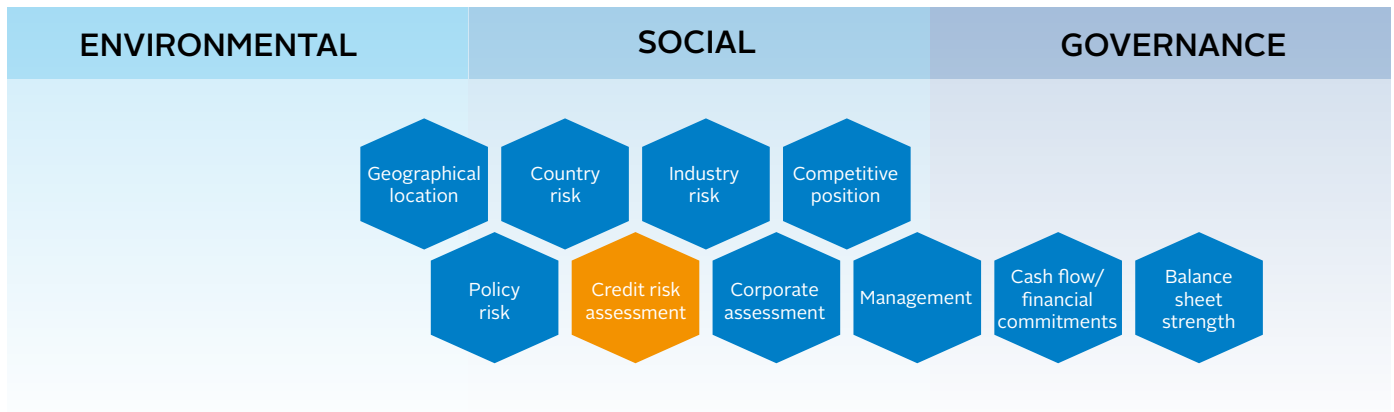 ENVIRONMENTAL
SOCIAL
GOVERNANCE
Geographical
location
Country
risk
Industry
risk
Competitive
position
Policy
risk
Credit risk
assessment
Corporate
assessment
Management
Cash flow/
financial
commitments
Balance
sheet
strength